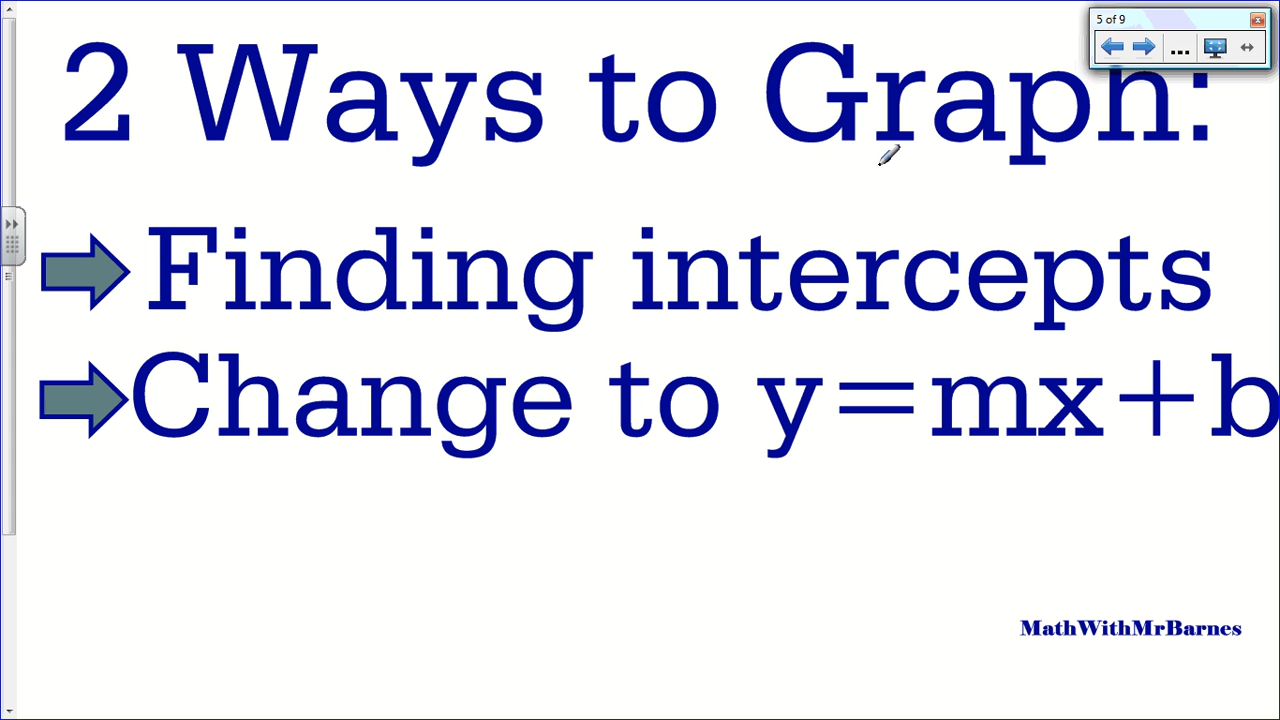 5 of 9
2 Ways to Graph:
Finding intercepts
Change to y=mx+b
MathWithMrBarnes